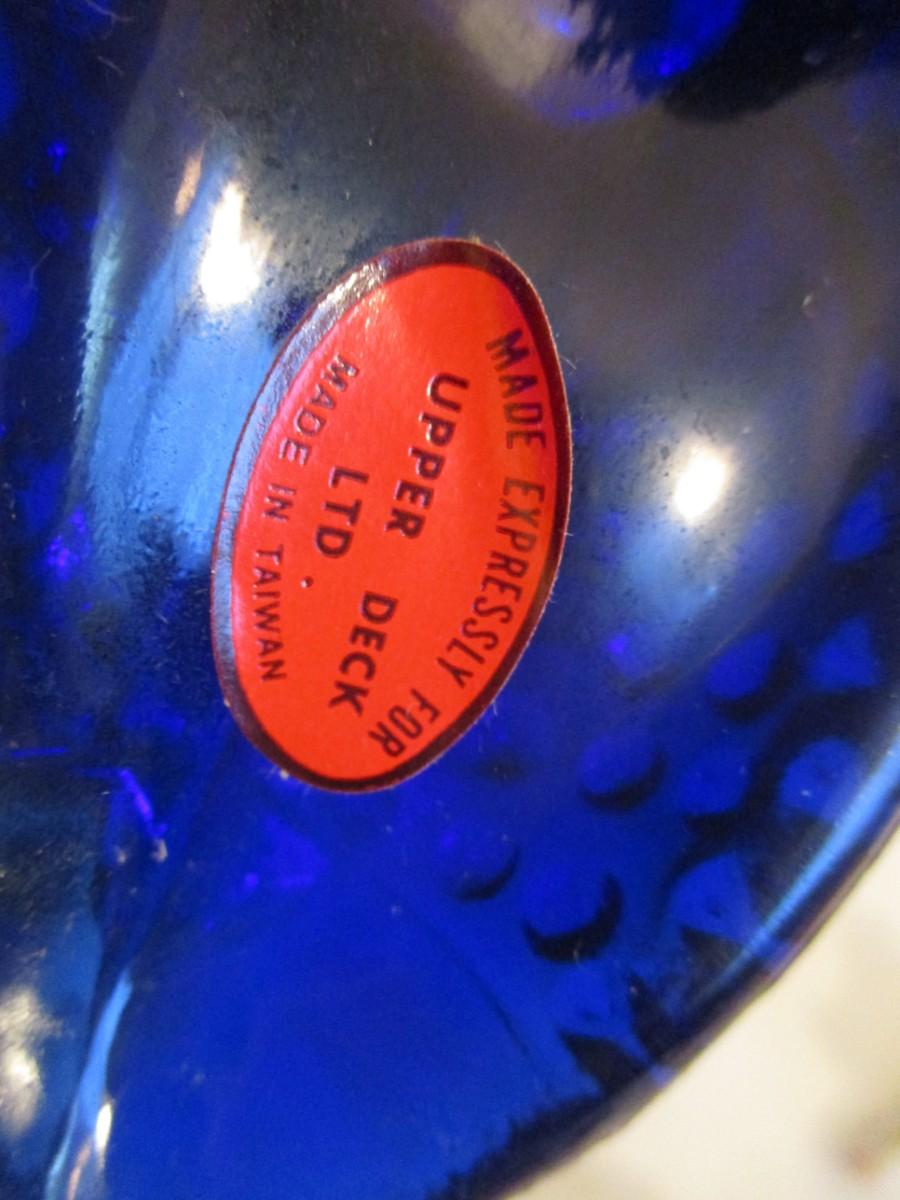 MADE EXPRESSLY FOR
UPPER DECK
LTD.
MADE IN TAIWAN